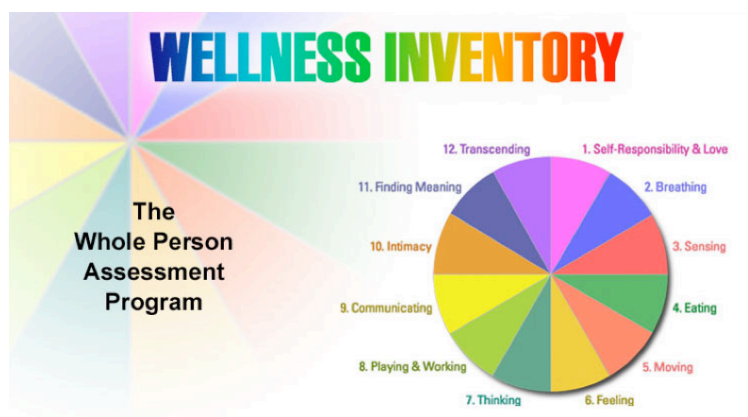 WELLNESS INVENTORY
The
Whole Person
Assessment
Program
12. Transcending
1. Self-Responsibility & Love
11. Finding Meaning
2. Breathing
10. Intimacy
3. Sensing
9. Communicating
4. Eating
8. Playing & Working
5. Moving
7. Thinking
6. Feeling